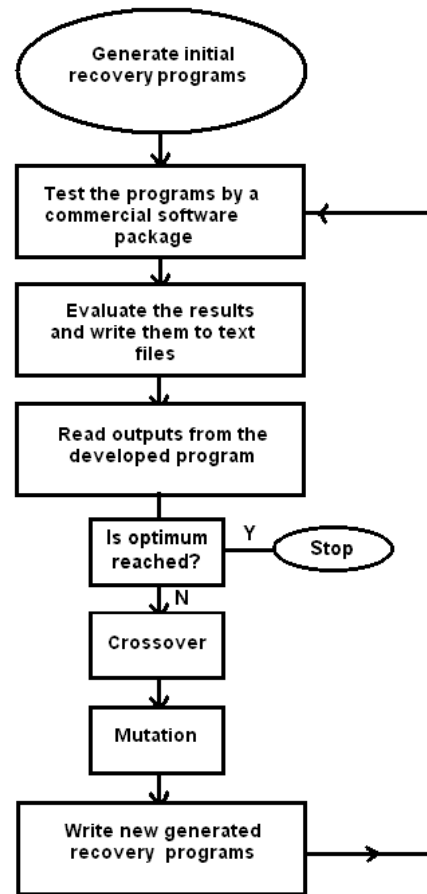 Generate initial
recovery programs
Test the programs by a
commercial software
package
Evaluate the results
and write them to text
files
Read outputs from the
developed program
Is optimum
reached?
Y
Stop
N
Crossover
Mutation
Write new generated
recovery programs